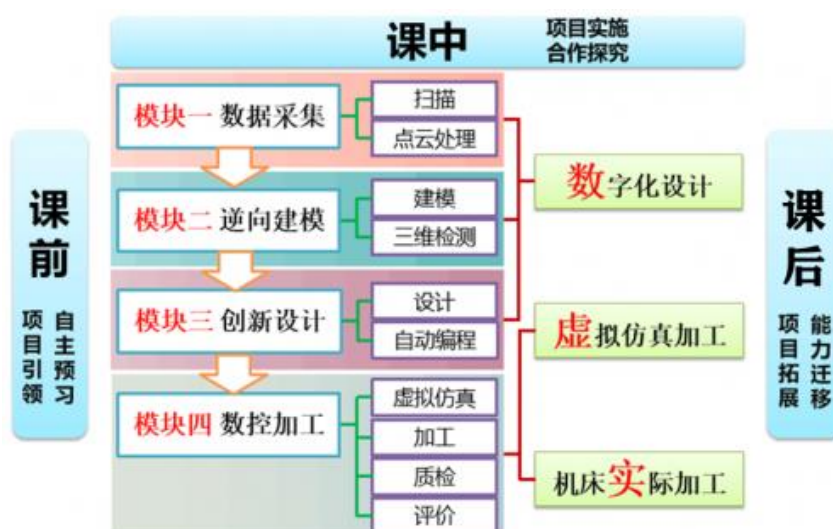 课中
项目实施
合作探究
课前
项目引领
自主预习
模块一 数据采集
扫描
点云处理
模块二 逆向建模
建模
三维检测
模块三 创新设计
设计
自动编程
模块四 数控加工
虚拟仿真
加工
质检
评价
数字化设计
虚拟仿真加工
机床实际加工
课后
项目拓展
能力迁移